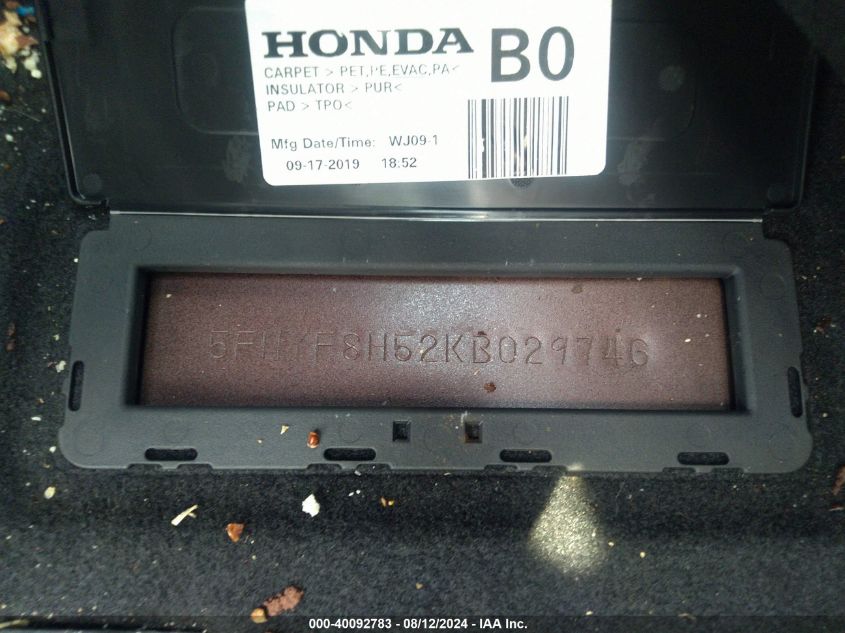 HONDA B0
CARPET > PET,PE,EVAC,PA<
INSULATOR > PUR<
PAD > TPO<
Mfg Date/Time: WJ09-1
09-17-2019 18:52
5FNYF8H52KB029746
000-40092783 - 08/12/2024 - IAA Inc.